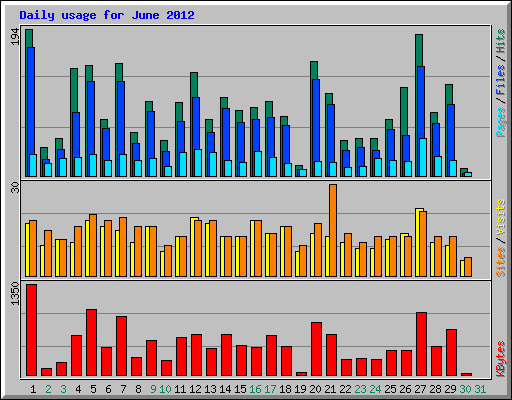 Daily usage for June 2012
194
Pages / Files / Hits
30
Sites / Visits
1350
KBytes
1 2 3 4 5 6 7 8 9 10 11 12 13 14 15 16 17 18 19 20 21 22 23 24 25 26 27 28 29 30 31